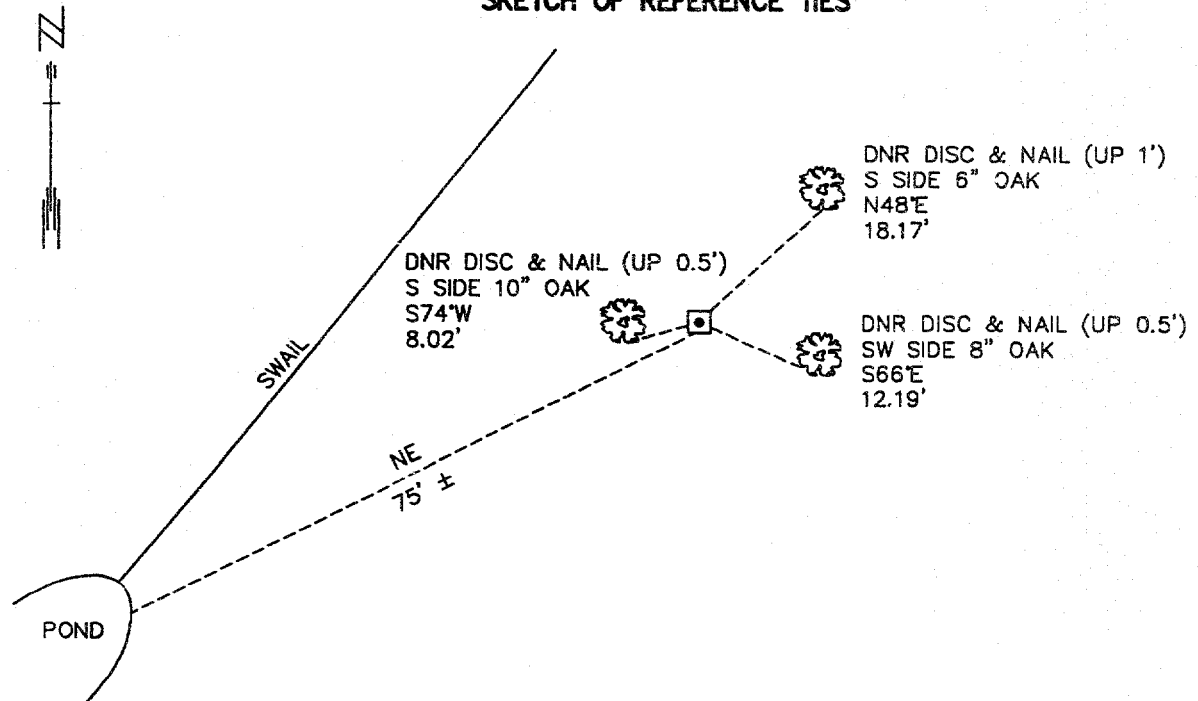 SKETCH OF REFERENCE TIES
N
DNR DISC & NAIL (UP 1')
S SIDE 6" OAK
N48°E
18.17'
DNR DISC & NAIL (UP 0.5')
S SIDE 10" OAK
S74°W
8.02'
DNR DISC & NAIL (UP 0.5')
SW SIDE 8" OAK
S66°E
12.19'
SWAIL
NE
75' ±
POND